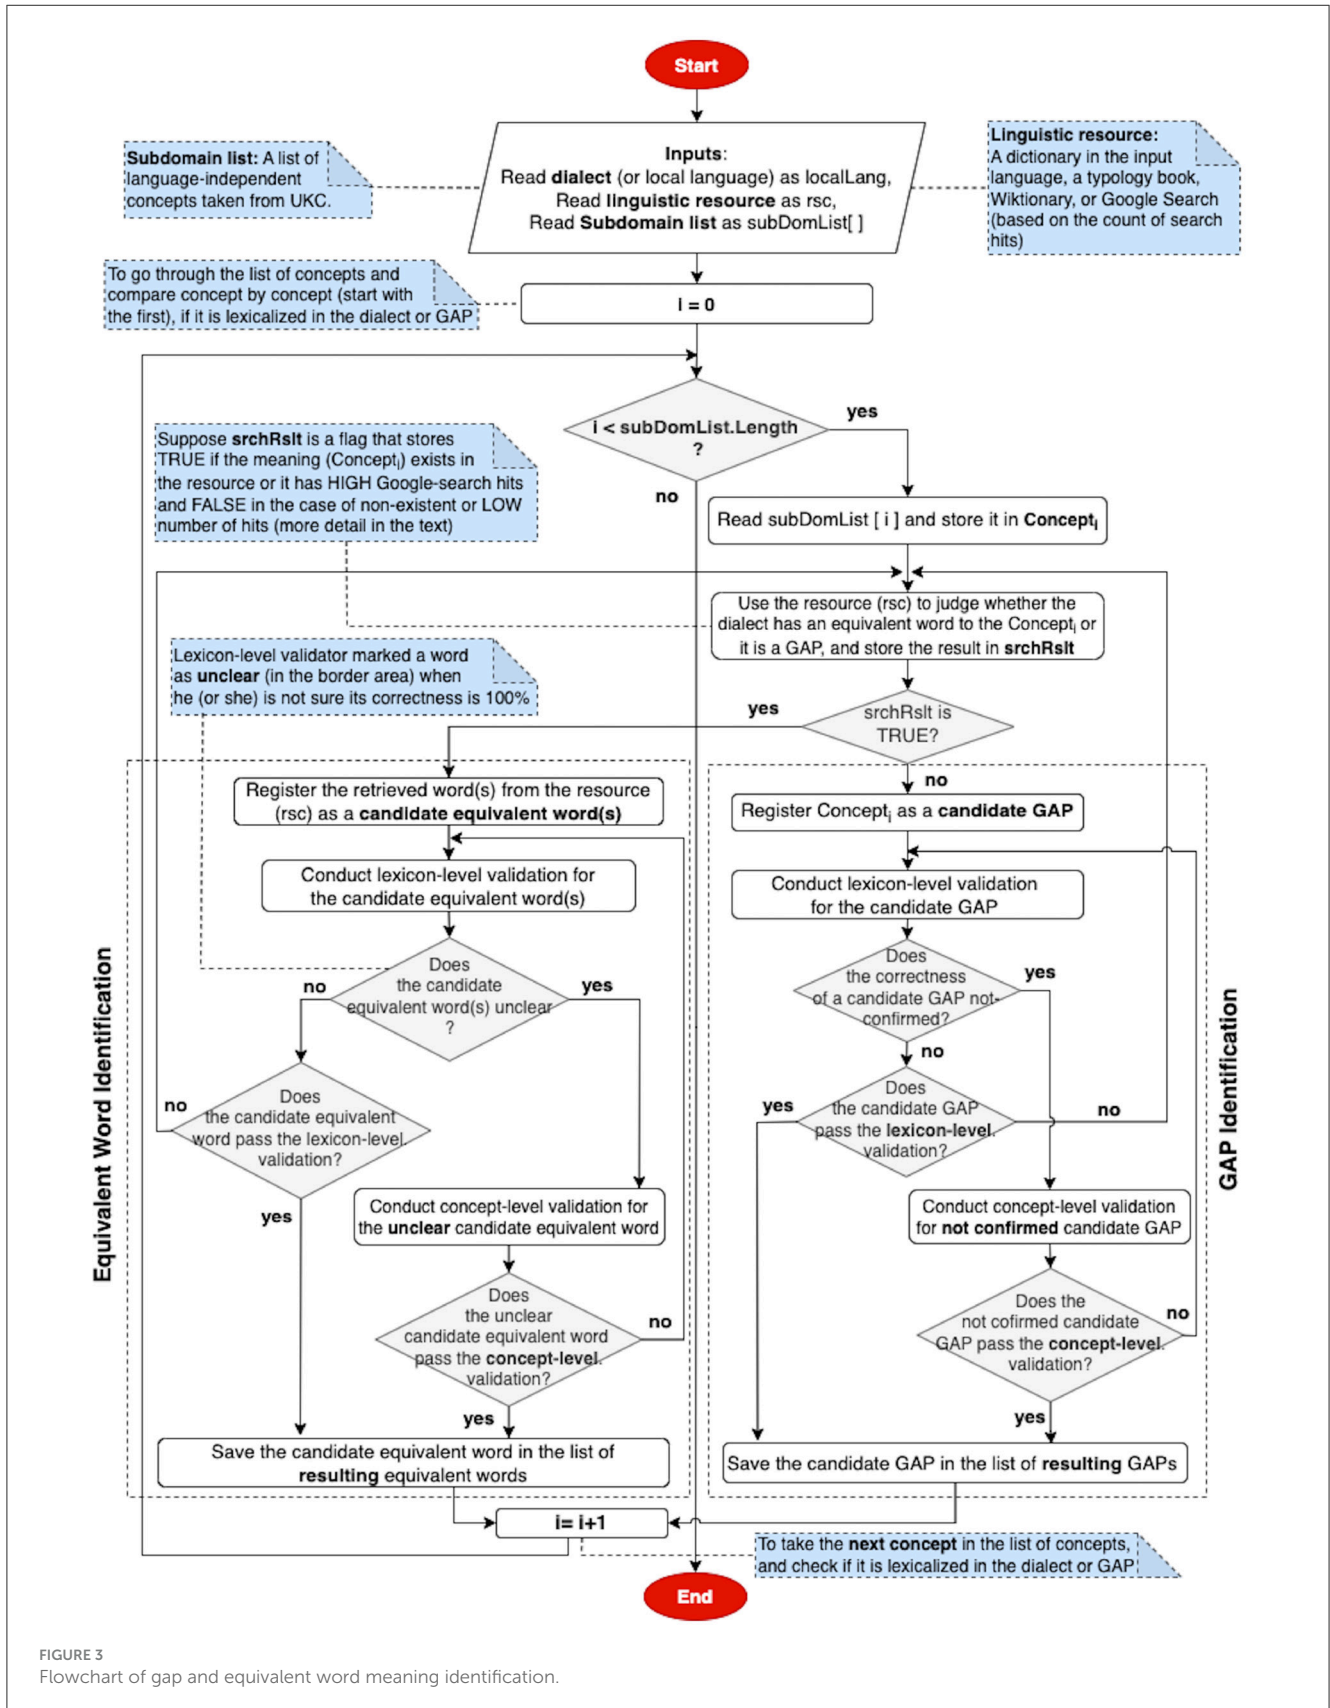 Start
Inputs:
Read dialect (or local language) as localLang,
Read linguistic resource as rsc,
Read Subdomain list as subDomList[ ]
Subdomain list: A list of
language-independent
concepts taken from UKC.
Linguistic resource:
A dictionary in the input
language, a typology book,
Wiktionary, or Google Search
(based on the count of search
hits)
To go through the list of concepts and
compare concept by concept (start with
the first), if it is lexicalized in the dialect or GAP
i = 0
i < subDomList.Length
?
yes
no
Suppose srchRslt is a flag that stores
TRUE if the meaning (Concepti) exists in
the resource or it has HIGH Google-search hits
and FALSE in the case of non-existent or LOW
number of hits (more detail in the text)
Read subDomList [ i ] and store it in Concepti
Use the resource (rsc) to judge whether the
dialect has an equivalent word to the Concepti or
it is a GAP, and store the result in srchRslt
Lexicon-level validator marked a word
as unclear (in the border area) when
he (or she) is not sure its correctness is 100%
srchRslt is
TRUE?
yes
no
Equivalent Word Identification
Register the retrieved word(s) from the resource
(rsc) as a candidate equivalent word(s)
Conduct lexicon-level validation for
the candidate equivalent word(s)
Does
the candidate
equivalent word(s) unclear
?
no
yes
Does
the candidate equivalent
word pass the lexicon-level
validation?
no
yes
Conduct concept-level validation for
the unclear candidate equivalent word
Does
the unclear
candidate equivalent word
pass the concept-level
validation?
no
yes
Save the candidate equivalent word in the list of
resulting equivalent words
GAP Identification
Register Concepti as a candidate GAP
Conduct lexicon-level validation
for the candidate GAP
Does
the correctness
of a candidate GAP not-
confirmed?
yes
no
Does
the candidate GAP
pass the lexicon-level
validation?
yes
no
Conduct concept-level validation
for not confirmed candidate GAP
Does the
not cofirmed candidate
GAP pass the concept-level
validation?
no
yes
Save the candidate GAP in the list of resulting GAPs
i= i+1
To take the next concept in the list of concepts,
and check if it is lexicalized in the dialect or GAP
End
FIGURE 3
Flowchart of gap and equivalent word meaning identification.